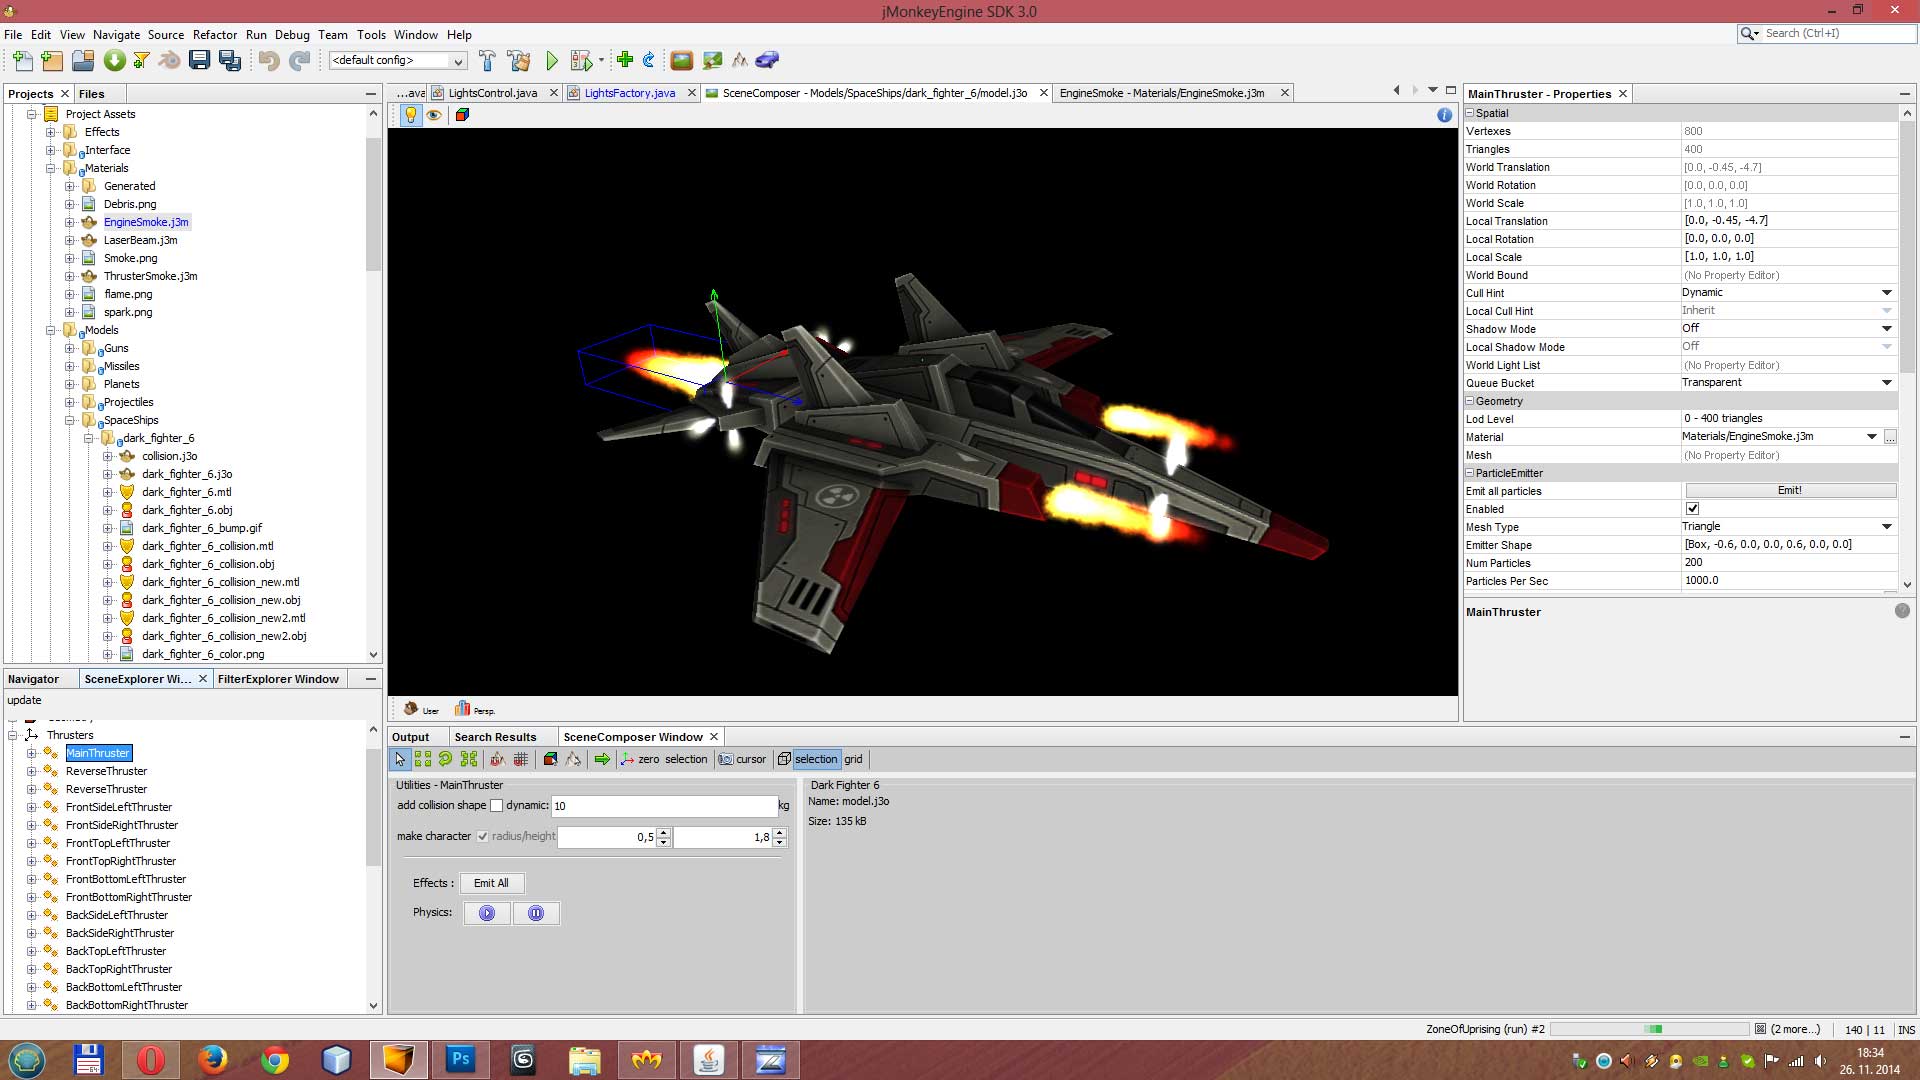 jMonkeyEngine SDK 3.0
File Edit View Navigate Source Refactor Run Debug Team Tools Window Help
Search (Ctrl+I)
<default config>
Projects
Files
Project Assets
Effects
Interface
Materials
Generated
Debris.png
EngineSmoke.j3m
LaserBeam.j3m
Smoke.png
ThrusterSmoke.j3m
flame.png
spark.png
Models
Guns
Missiles
Planets
Projectiles
SpaceShips
dark_fighter_6
collision.j3o
dark_fighter_6.j3o
dark_fighter_6.mtl
dark_fighter_6.obj
dark_fighter_6_bump.gif
dark_fighter_6_collision.mtl
dark_fighter_6_collision.obj
dark_fighter_6_collision_new.mtl
dark_fighter_6_collision_new.obj
dark_fighter_6_collision_new2.mtl
dark_fighter_6_collision_new2.obj
dark_fighter_6_color.png
Navigator
SceneExplorer Wi...
FilterExplorer Window
update
Thrusters
MainThruster
ReverseThruster
ReverseThruster
FrontSideLeftThruster
FrontSideRightThruster
FrontTopLeftThruster
FrontTopRightThruster
FrontBottomLeftThruster
FrontBottomRightThruster
BackSideLeftThruster
BackSideRightThruster
BackTopLeftThruster
BackTopRightThruster
BackBottomLeftThruster
BackBottomRightThruster
...ava
LightsControl.java
LightsFactory.java
SceneComposer - Models/SpaceShips/dark_fighter_6/model.j3o
EngineSmoke - Materials/EngineSmoke.j3m
User
Persp.
Output
Search Results
SceneComposer Window
zero selection
cursor
selection grid
Utilities - MainThruster
add collision shape dynamic: 10 kg
make character radius/height 0,5 1,8
Effects : Emit All
Physics:
Dark Fighter 6
Name: model.j3o
Size: 135 kB
MainThruster - Properties
Spatial
Vertexes 800
Triangles 400
World Translation [0.0, -0.45, -4.7]
World Rotation [0.0, 0.0, 0.0]
World Scale [1.0, 1.0, 1.0]
Local Translation [0.0, -0.45, -4.7]
Local Rotation [0.0, 0.0, 0.0]
Local Scale [1.0, 1.0, 1.0]
World Bound (No Property Editor)
Cull Hint Dynamic
Local Cull Hint Inherit
Shadow Mode Off
Local Shadow Mode Off
World Light List (No Property Editor)
Queue Bucket Transparent
Geometry
Lod Level 0 - 400 triangles
Material Materials/EngineSmoke.j3m ...
Mesh (No Property Editor)
ParticleEmitter
Emit all particles Emit!
Enabled
Mesh Type Triangle
Emitter Shape [Box, -0.6, 0.0, 0.0, 0.6, 0.0, 0.0]
Num Particles 200
Particles Per Sec 1000.0
MainThruster
ZoneOfUprising (run) #2
(2 more...)
140 | 11
INS
Ps
18:34
26. 11. 2014